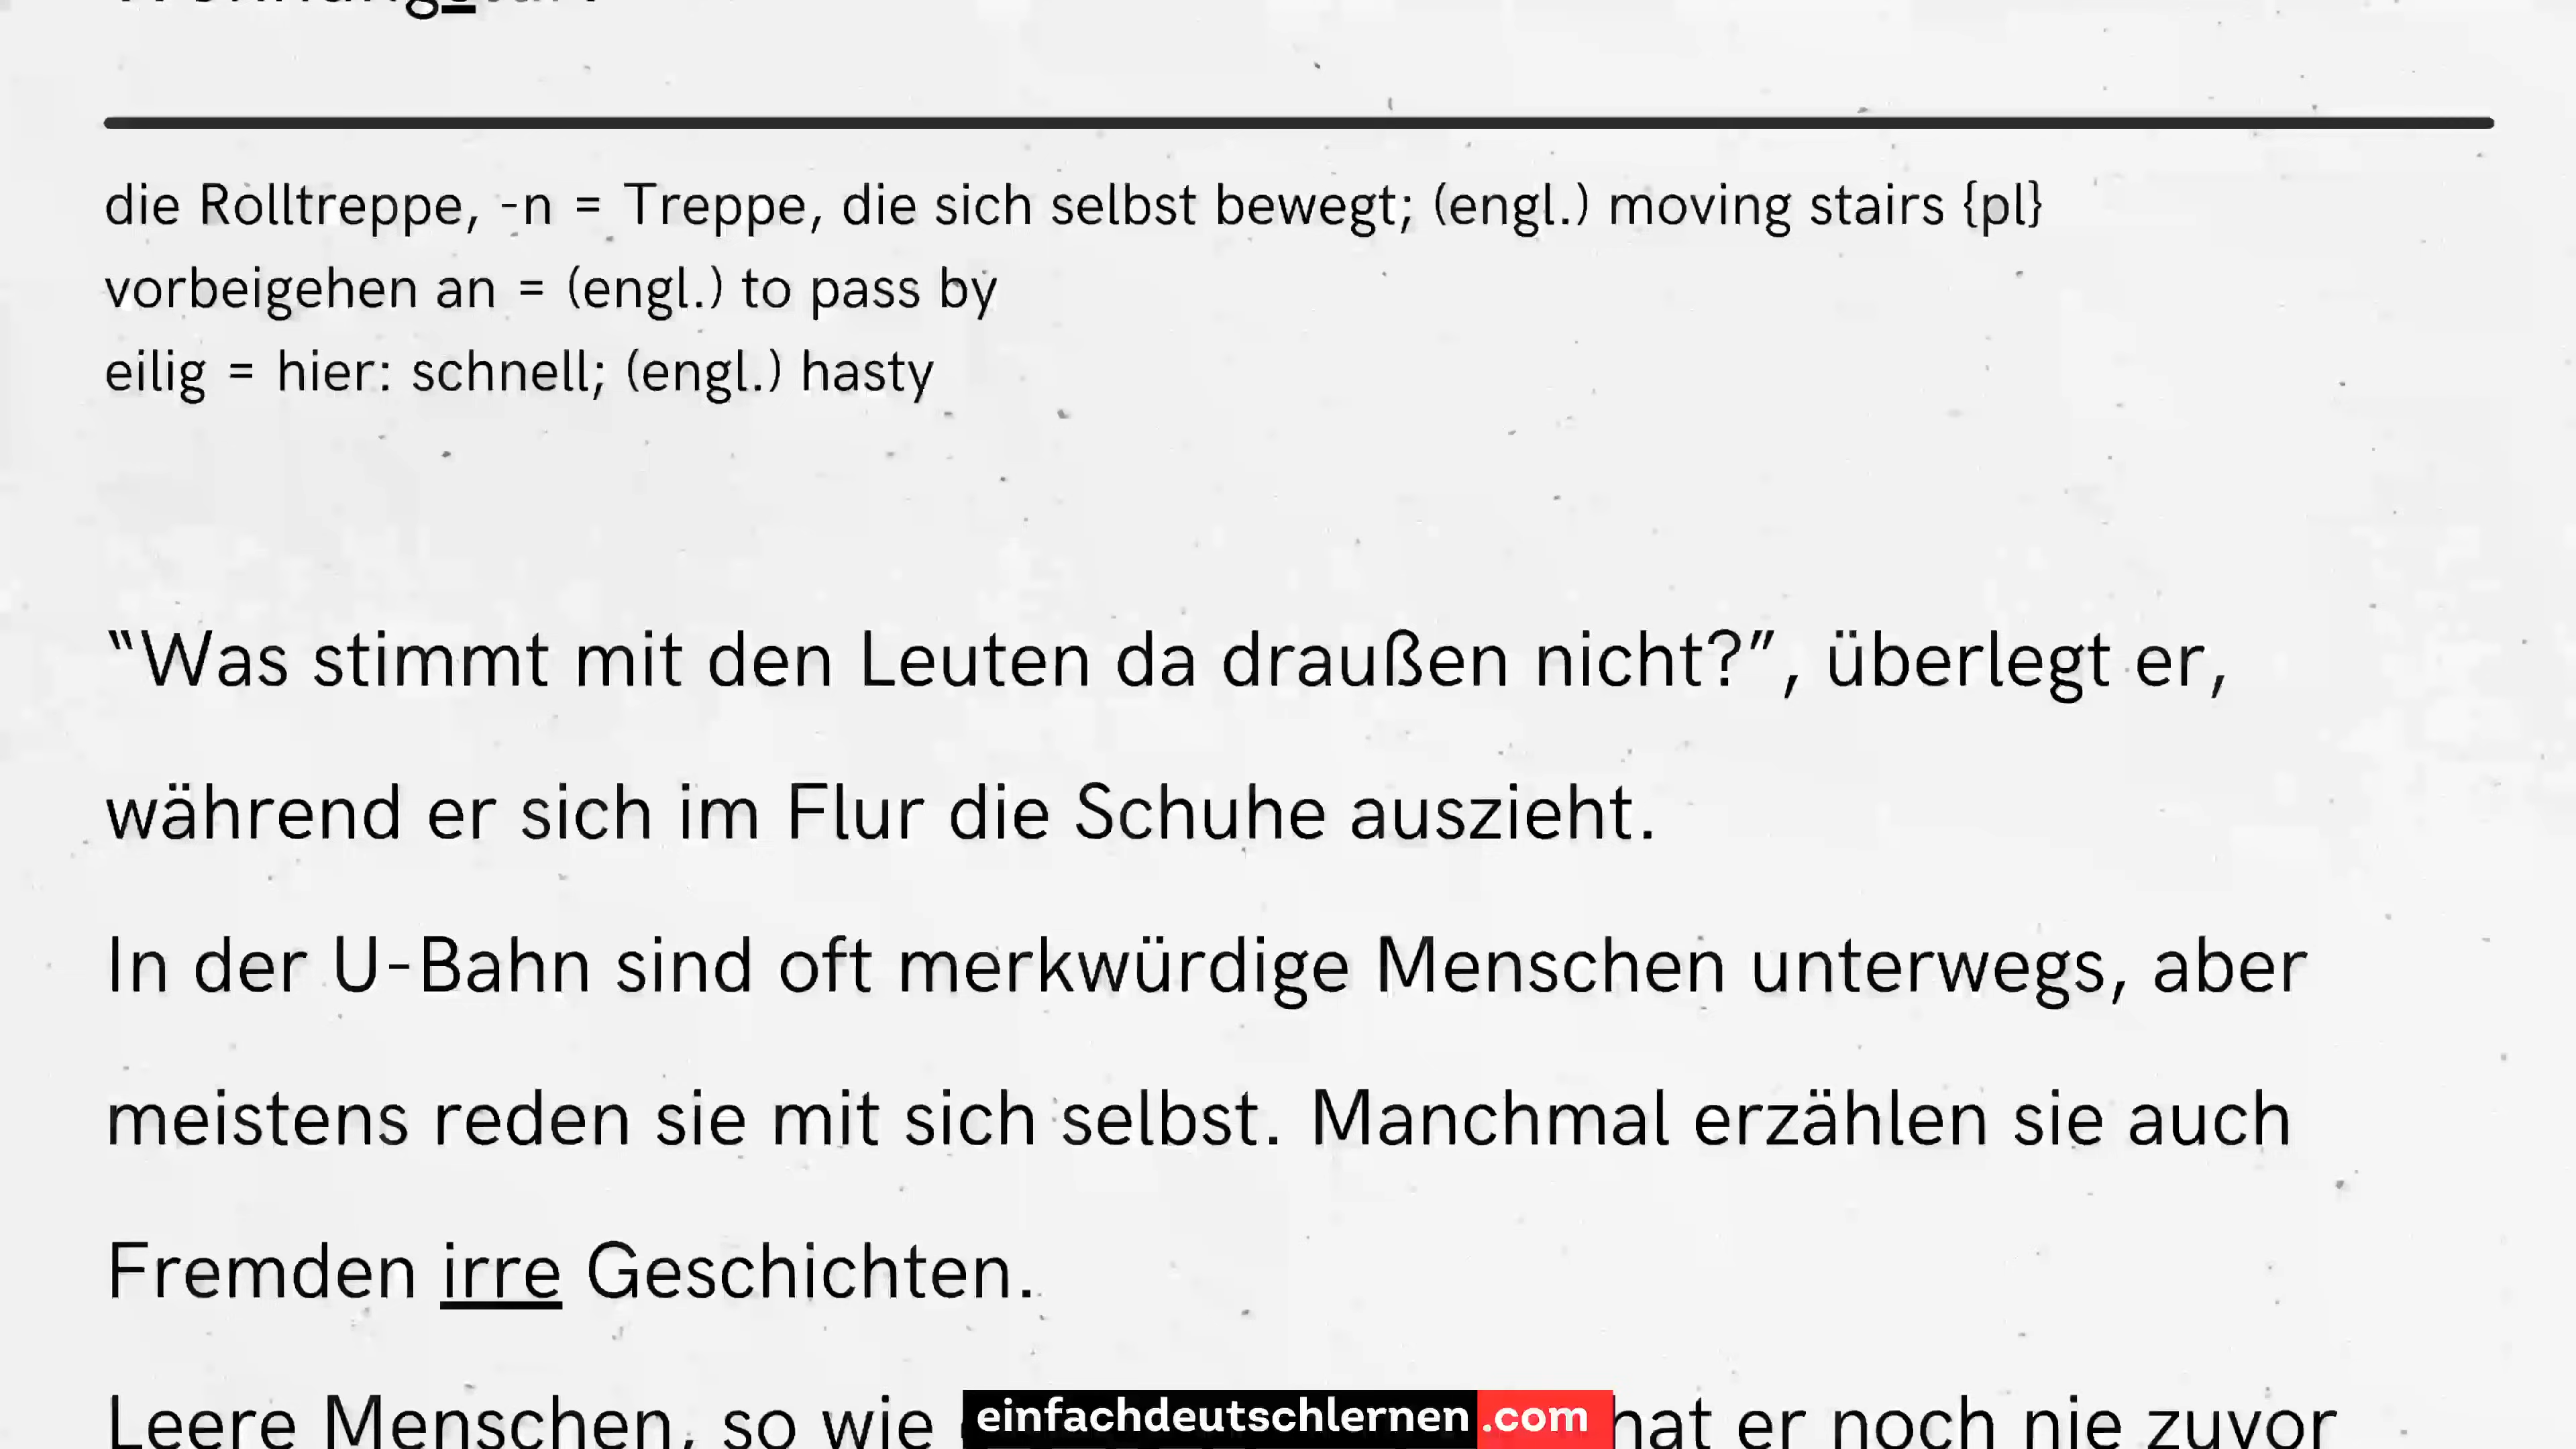 die Rolltreppe, -n = Treppe, die sich selbst bewegt; (engl.) moving stairs {pl}
vorbeigehen an = (engl.) to pass by
eilig = hier: schnell; (engl.) hasty
“Was stimmt mit den Leuten da draußen nicht?”, überlegt er,
während er sich im Flur die Schuhe auszieht.
In der U-Bahn sind oft merkwürdige Menschen unterwegs, aber
meistens reden sie mit sich selbst. Manchmal erzählen sie auch
Fremden irre Geschichten.
Leere Menschen, so wie hat er noch nie zuvor
einfachdeutschlernen.com